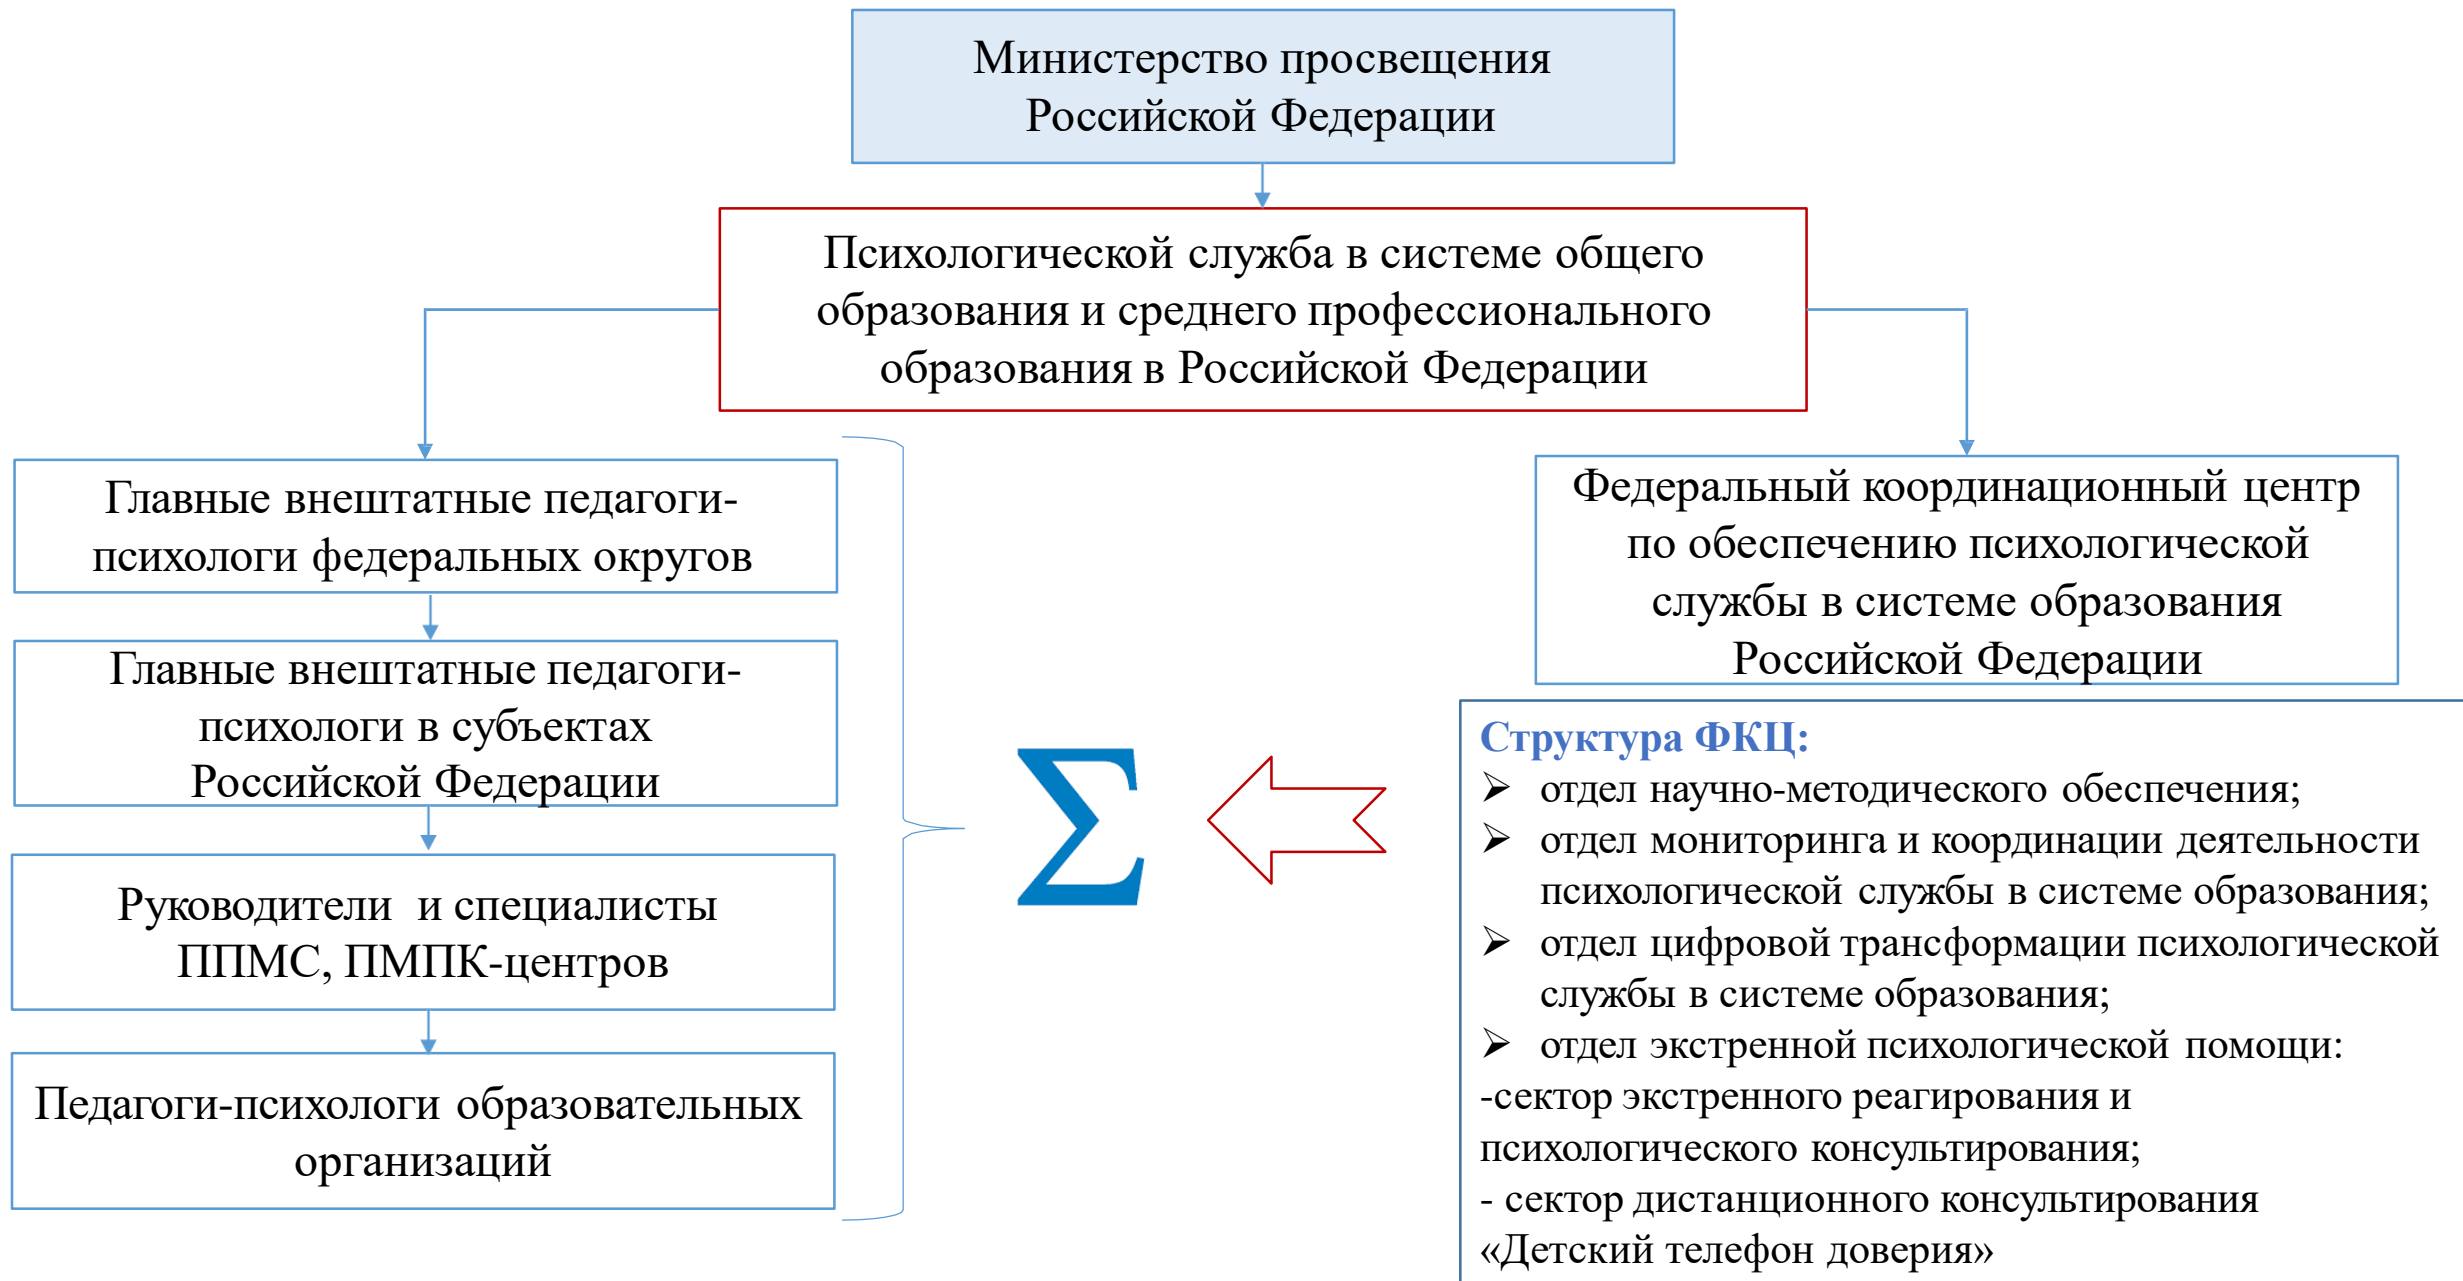 Министерство просвещения
Российской Федерации
Психологической служба в системе общего
образования и среднего профессионального
образования в Российской Федерации
Главные внештатные педагоги-
психологи федеральных округов
Главные внештатные педагоги-
психологи в субъектах
Российской Федерации
Руководители и специалисты
ППМС, ПМПК-центров
Педагоги-психологи образовательных
организаций
Σ
Федеральный координационный центр
по обеспечению психологической
службы в системе образования
Российской Федерации
Структура ФКЦ:
➢ отдел научно-методического обеспечения;
➢ отдел мониторинга и координации деятельности
психологической службы в системе образования;
➢ отдел цифровой трансформации психологической
службы в системе образования;
➢ отдел экстренной психологической помощи:
-сектор экстренного реагирования и
психологического консультирования;
- сектор дистанционного консультирования
«Детский телефон доверия»